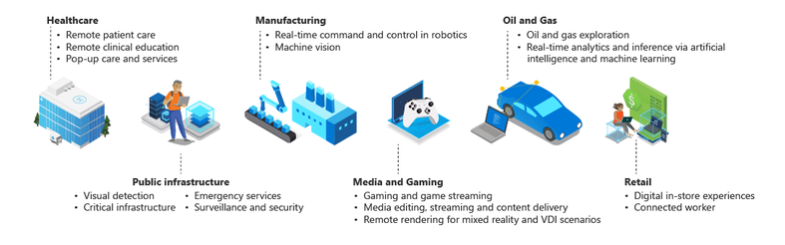 Healthcare
• Remote patient care
• Remote clinical education
• Pop-up care and services
Manufacturing
• Real-time command and control in robotics
• Machine vision
Oil and Gas
• Oil and gas exploration
• Real-time analytics and inference via artificial
intelligence and machine learning
Public infrastructure
• Visual detection
• Critical infrastructure
• Emergency services
• Surveillance and security
Media and Gaming
• Gaming and game streaming
• Media editing, streaming and content delivery
• Remote rendering for mixed reality and VDI scenarios
Retail
• Digital in-store experiences
• Connected worker